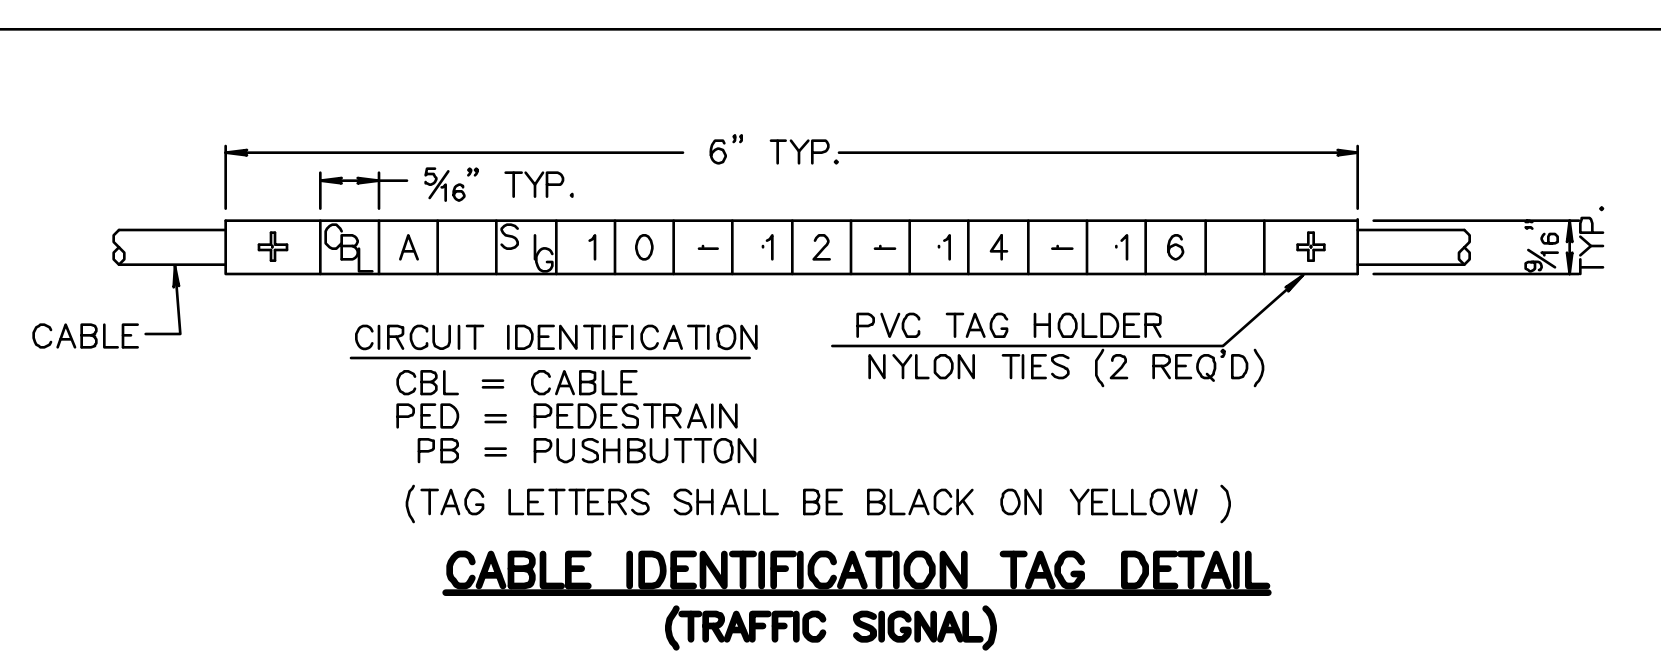 6" TYP.
5/16" TYP.
CBL A SIG 10-12-14-16
9/16" TYP.
CABLE
CIRCUIT IDENTIFICATION
CBL = CABLE
PED = PEDESTRAIN
PB = PUSHBUTTON
PVC TAG HOLDER
NYLON TIES (2 REQ'D)
(TAG LETTERS SHALL BE BLACK ON YELLOW )
CABLE IDENTIFICATION TAG DETAIL
(TRAFFIC SIGNAL)